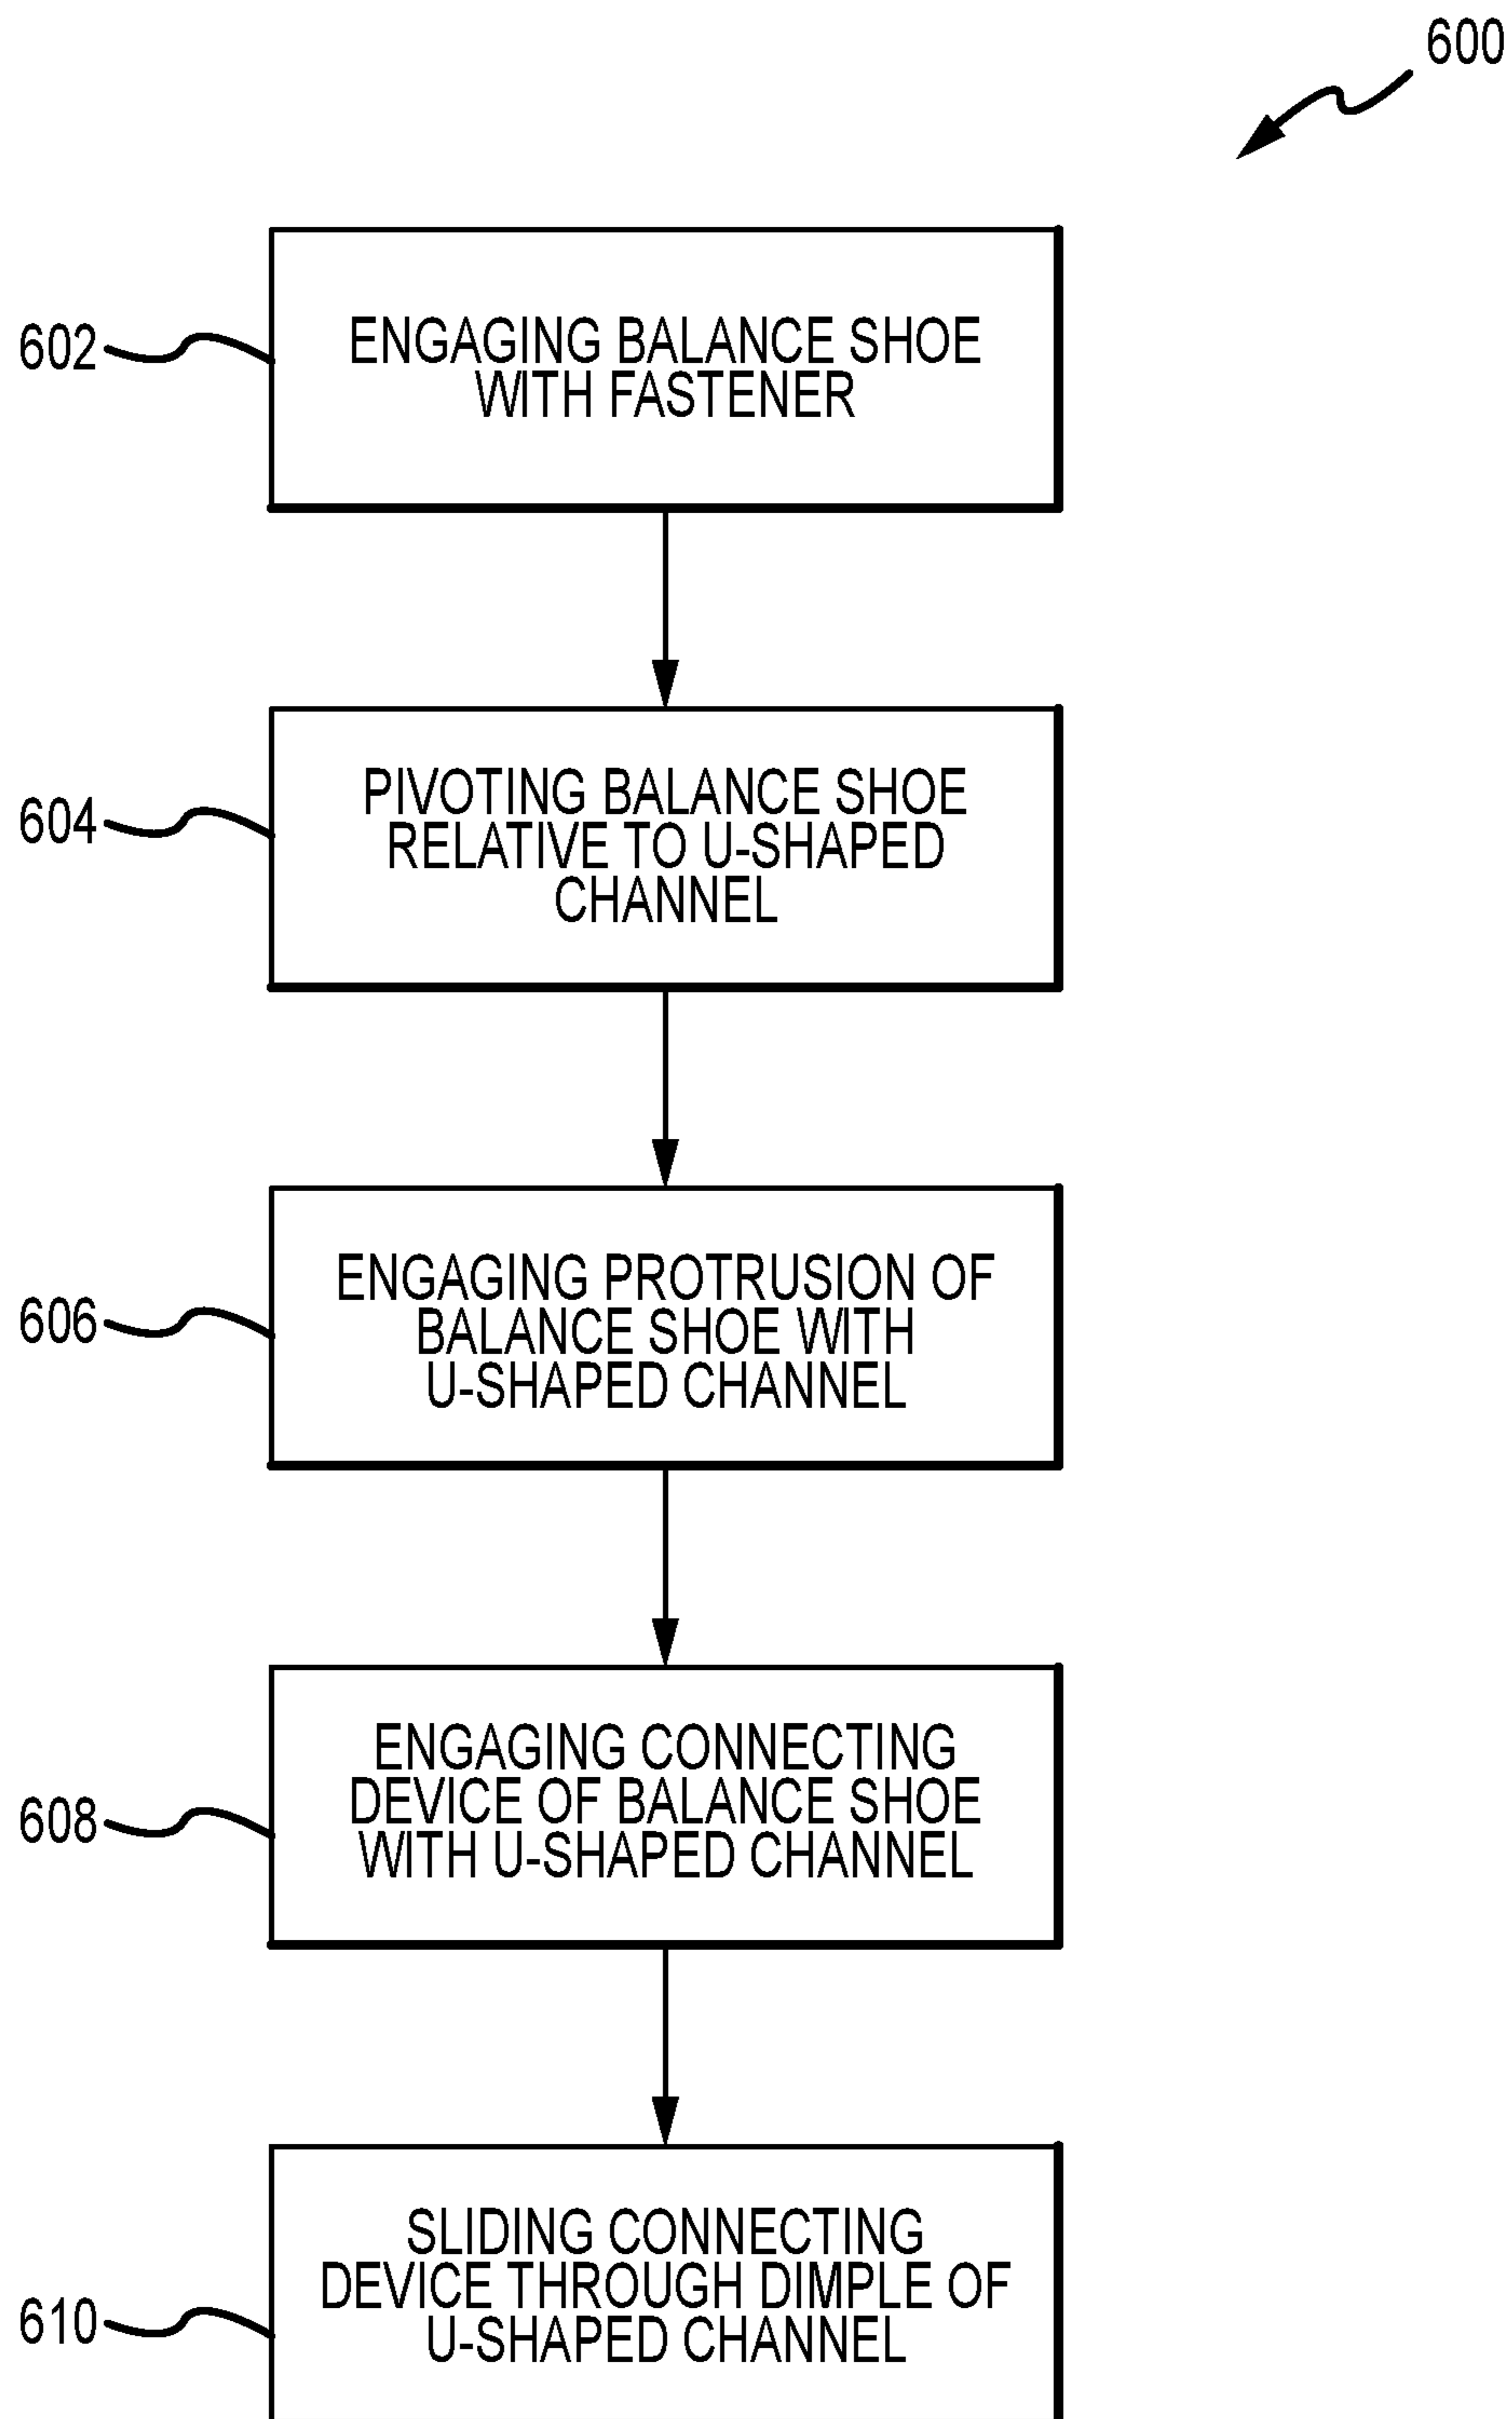 600
602
ENGAGING BALANCE SHOE
WITH FASTENER
604
PIVOTING BALANCE SHOE
RELATIVE TO U-SHAPED
CHANNEL
606
ENGAGING PROTRUSION OF
BALANCE SHOE WITH
U-SHAPED CHANNEL
608
ENGAGING CONNECTING
DEVICE OF BALANCE SHOE
WITH U-SHAPED CHANNEL
610
SLIDING CONNECTING
DEVICE THROUGH DIMPLE OF
U-SHAPED CHANNEL